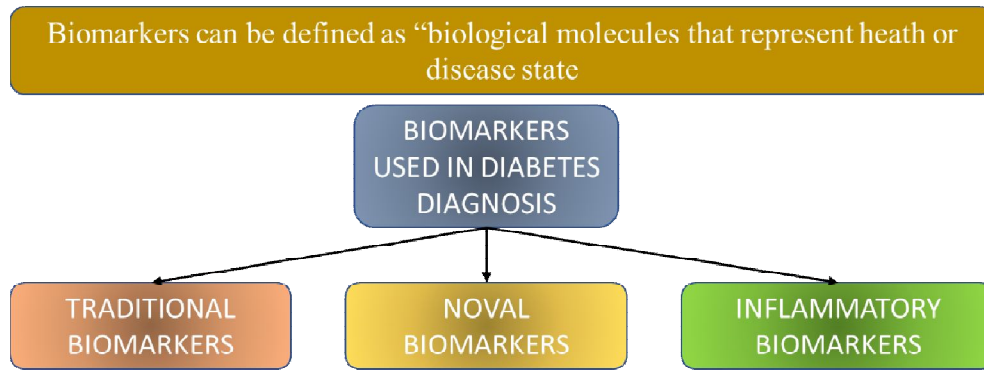 Biomarkers can be defined as “biological molecules that represent heath or
disease state
BIOMARKERS
USED IN DIABETES
DIAGNOSIS
TRADITIONAL
BIOMARKERS
NOVAL
BIOMARKERS
INFLAMMATORY
BIOMARKERS